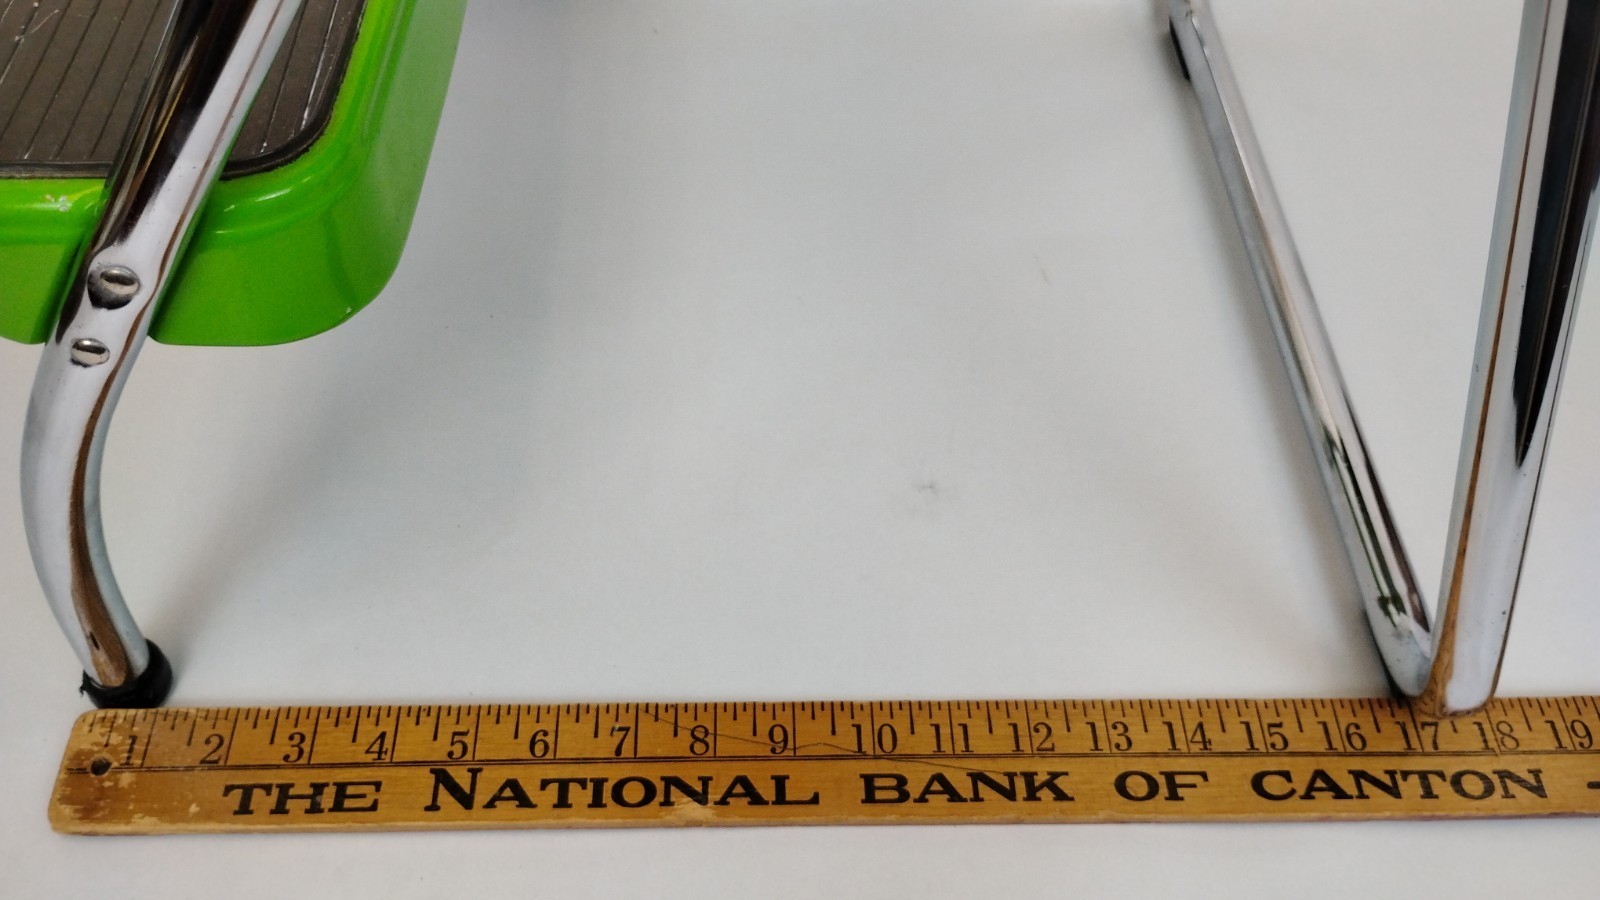 1 2 3 4 5 6 7 8 9 10 11 12 13 14 15 16 17 18 19
THE NATIONAL BANK OF CANTON -